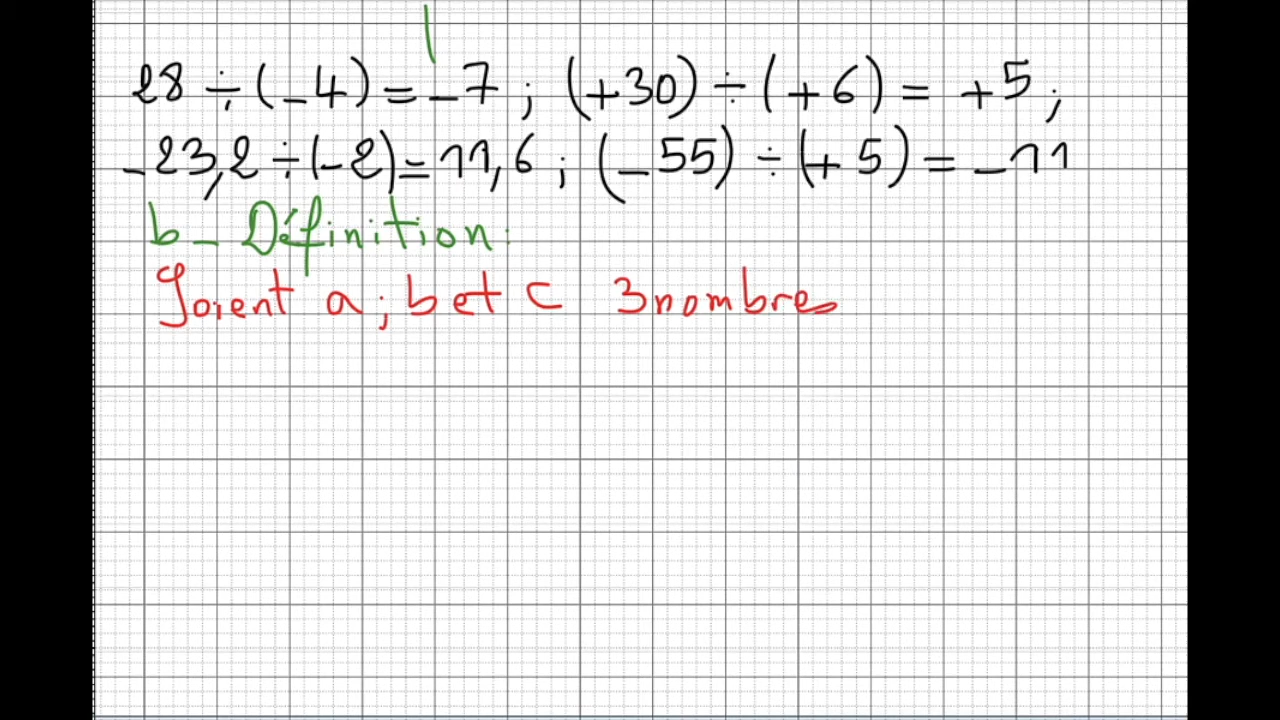 28 ÷ (-4) = -7 ; (+30) ÷ (+6) = +5 ;
-23,2 ÷ (-2) = 11,6 ; (-55) ÷ (+5) = -11
b - Définition:
Soient a ; b et c 3 nombres